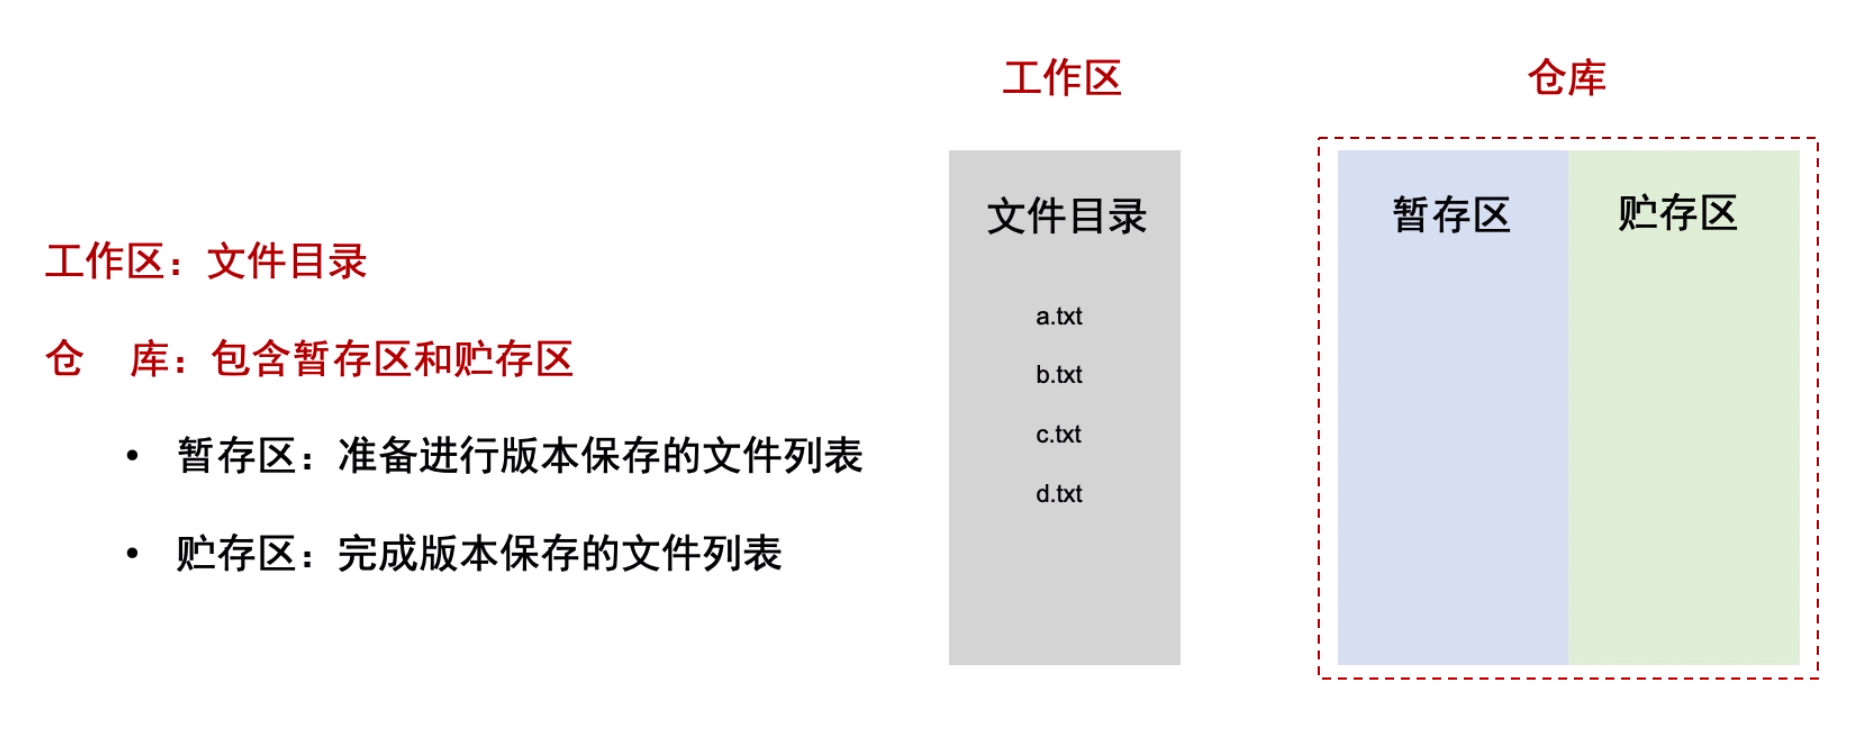 工作区：文件目录
仓　库：包含暂存区和贮存区
• 暂存区：准备进行版本保存的文件列表
• 贮存区：完成版本保存的文件列表
工作区
文件目录
a.txt
b.txt
c.txt
d.txt
仓库
暂存区
贮存区